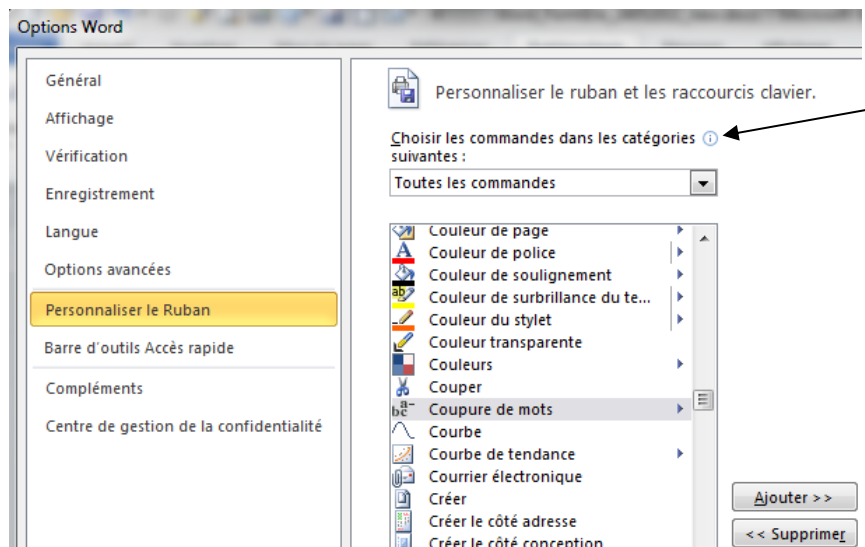 Options Word
Général
Affichage
Vérification
Enregistrement
Langue
Options avancées
Personnaliser le Ruban
Barre d'outils Accès rapide
Compléments
Centre de gestion de la confidentialité
Personnaliser le ruban et les raccourcis clavier.
Choisir les commandes dans les catégories
suivantes :
Toutes les commandes
Couleur de page
Couleur de police
Couleur de soulignement
Couleur de surbrillance du te...
Couleur du stylet
Couleur transparente
Couleurs
Couper
Coupure de mots
Courbe
Courbe de tendance
Courrier électronique
Créer
Créer le côté adresse
Créer le côté conception
Ajouter >>
<< Supprimer